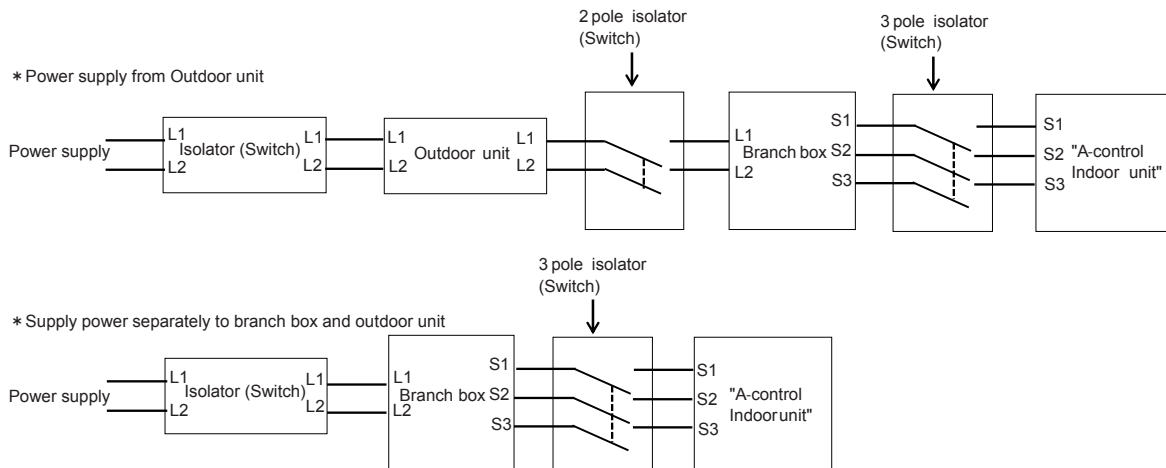 2 pole isolator
(Switch)
3 pole isolator
(Switch)
* Power supply from Outdoor unit
Power supply
L1
L2
Isolator (Switch)
L1
L2
L1
L2
Outdoor unit
L1
L2
L1
L2
Branch box
S1
S2
S3
S1
S2
S3
"A-control
Indoor unit"
3 pole isolator
(Switch)
* Supply power separately to branch box and outdoor unit
Power supply
L1
L2
Isolator (Switch)
L1
L2
L1
L2
Branch box
S1
S2
S3
S1
S2
S3
"A-control
Indoorunit"